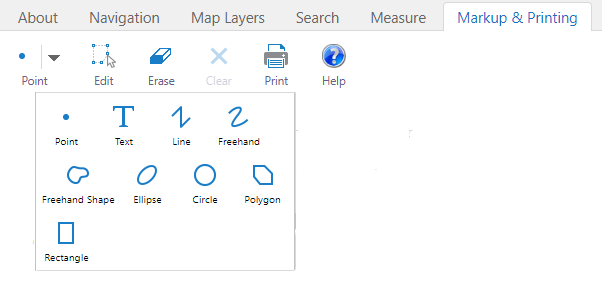 About Navigation Map Layers Search Measure Markup & Printing
Point Edit Erase Clear Print Help
Point Text Line Freehand
Freehand Shape Ellipse Circle Polygon
Rectangle